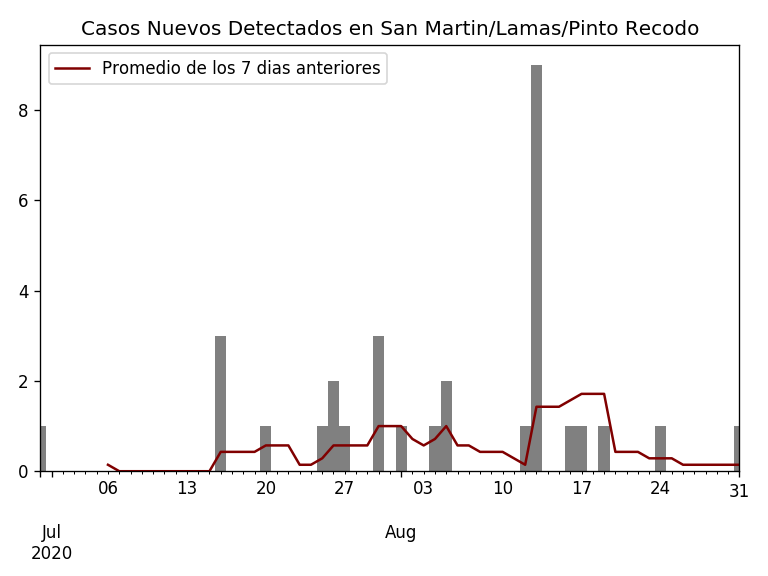 Casos Nuevos Detectados en San Martin/Lamas/Pinto Recodo
Promedio de los 7 dias anteriores
8
6
4
2
0
06 13 20 27 03 10 17 24 31
Jul Aug
2020